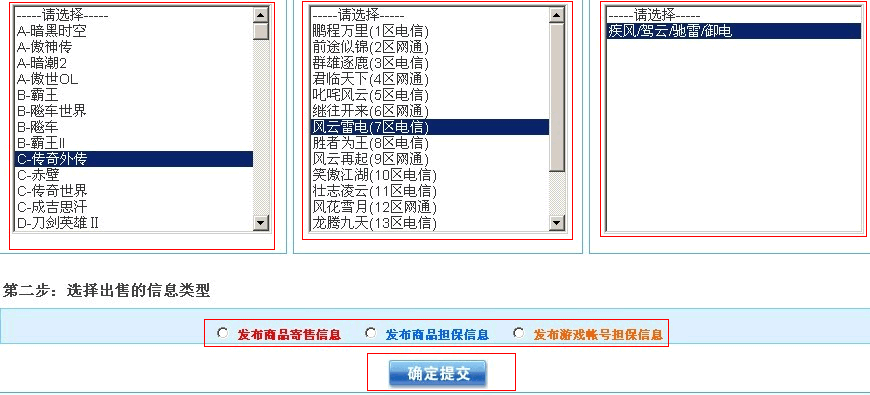 -----请选择-----
A-暗黑时空
A-傲神传
A-暗潮2
A-傲世OL
B-霸王
B-飚车世界
B-飚车
B-霸王II
C-传奇外传
C-赤壁
C-传奇世界
C-成吉思汗
D-刀剑英雄Ⅱ
-----请选择-----
鹏程万里(1区电信)
前途似锦(2区网通)
群雄逐鹿(3区电信)
君临天下(4区网通)
叱咤风云(5区电信)
继往开来(6区网通)
风云雷电(7区电信)
胜者为王(8区电信)
风云再起(9区网通)
笑傲江湖(10区电信)
壮志凌云(11区电信)
风花雪月(12区网通)
龙腾九天(13区电信)
-----请选择-----
疾风/驾云/驰雷/御电
第二步：选择出售的信息类型
发布商品寄售信息 发布商品担保信息 发布游戏帐号担保信息
确定提交